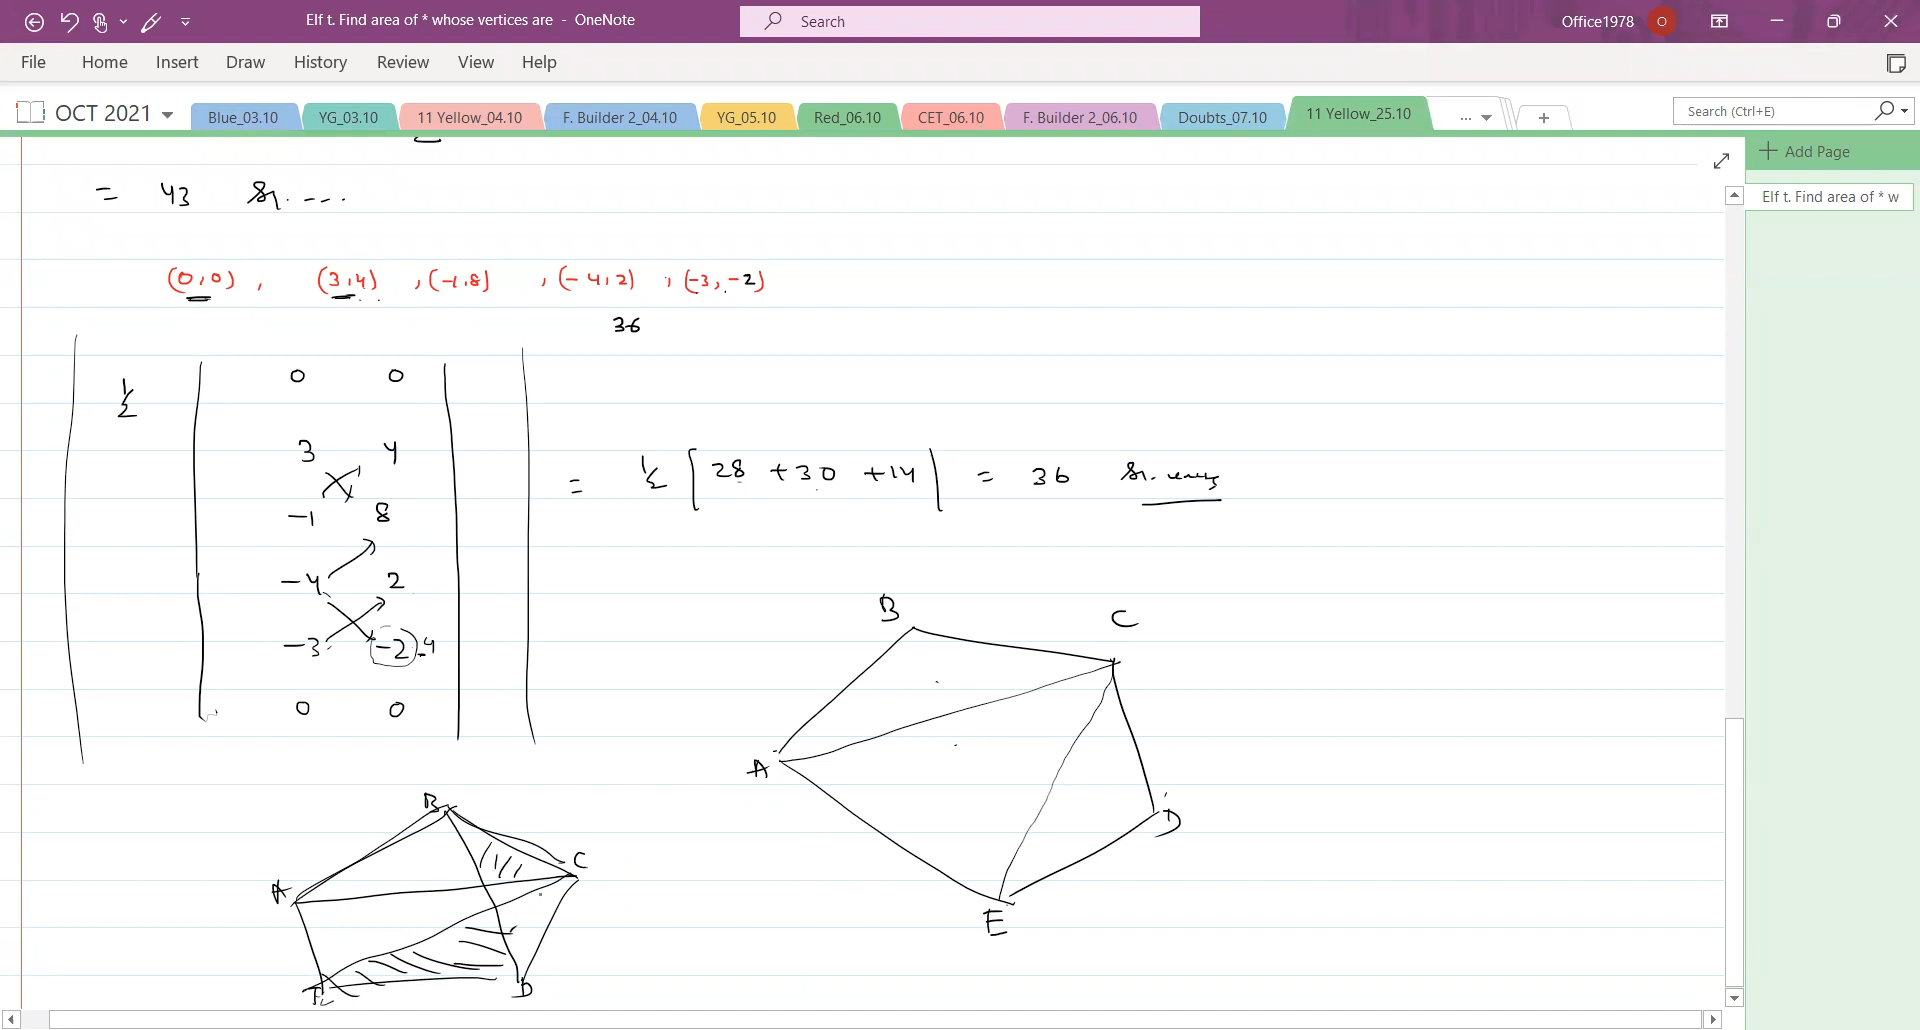 Elf t. Find area of * whose vertices are - OneNote
Search
Office1978
O
File Home Insert Draw History Review View Help
OCT 2021
Blue_03.10
YG_03.10
11 Yellow_04.10
F. Builder 2_04.10
YG_05.10
Red_06.10
CET_06.10
F. Builder 2_06.10
Doubts_07.10
11 Yellow_25.10
...
Search (Ctrl+E)
Add Page
Elf t. Find area of * w
= 43 Sq. ....
(0,0), (3,4), (-1,8), (-4,2), (-3,-2)
36
1/2
0 0
3 4
-1 8
-4 2
-3 -2 -4
0 0
= 1/2 | 28 + 30 + 14 | = 36 Sq. units
B C
A
D
E
B
C
A
E D